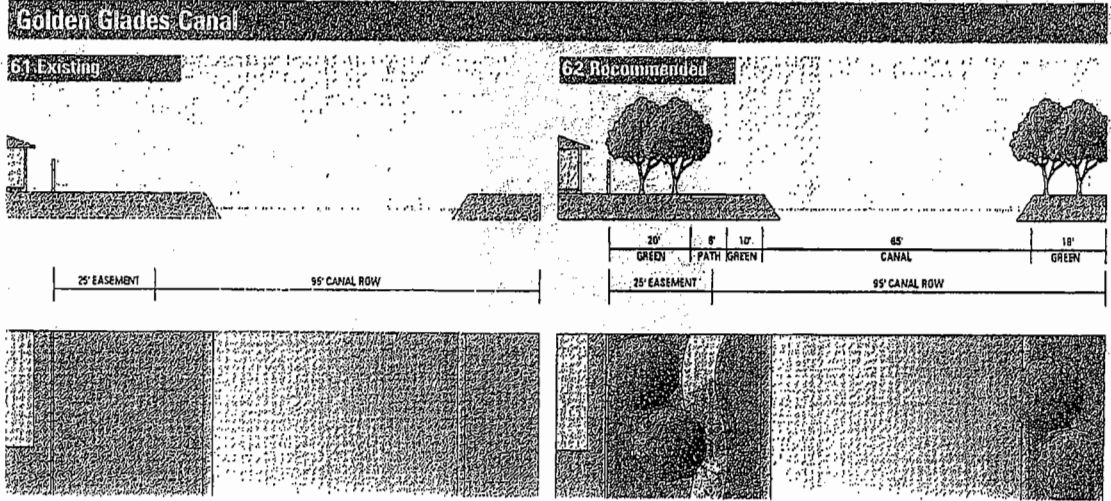 Golden Glades Canal
61 Existing
62 Recommended
20' 8' 10' 65' 18'
GREEN PATH GREEN CANAL GREEN
25' EASEMENT 95' CANAL ROW
25' EASEMENT 95' CANAL ROW